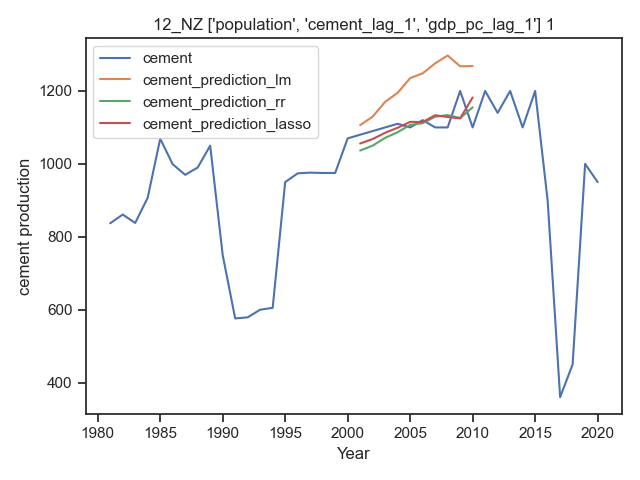 12_NZ ['population', 'cement_lag_1', 'gdp_pc_lag_1'] 1
cement
cement_prediction_lm
cement_prediction_rr
cement_prediction_lasso
cement production
1200
1000
800
600
400
1980 1985 1990 1995 2000 2005 2010 2015 2020
Year